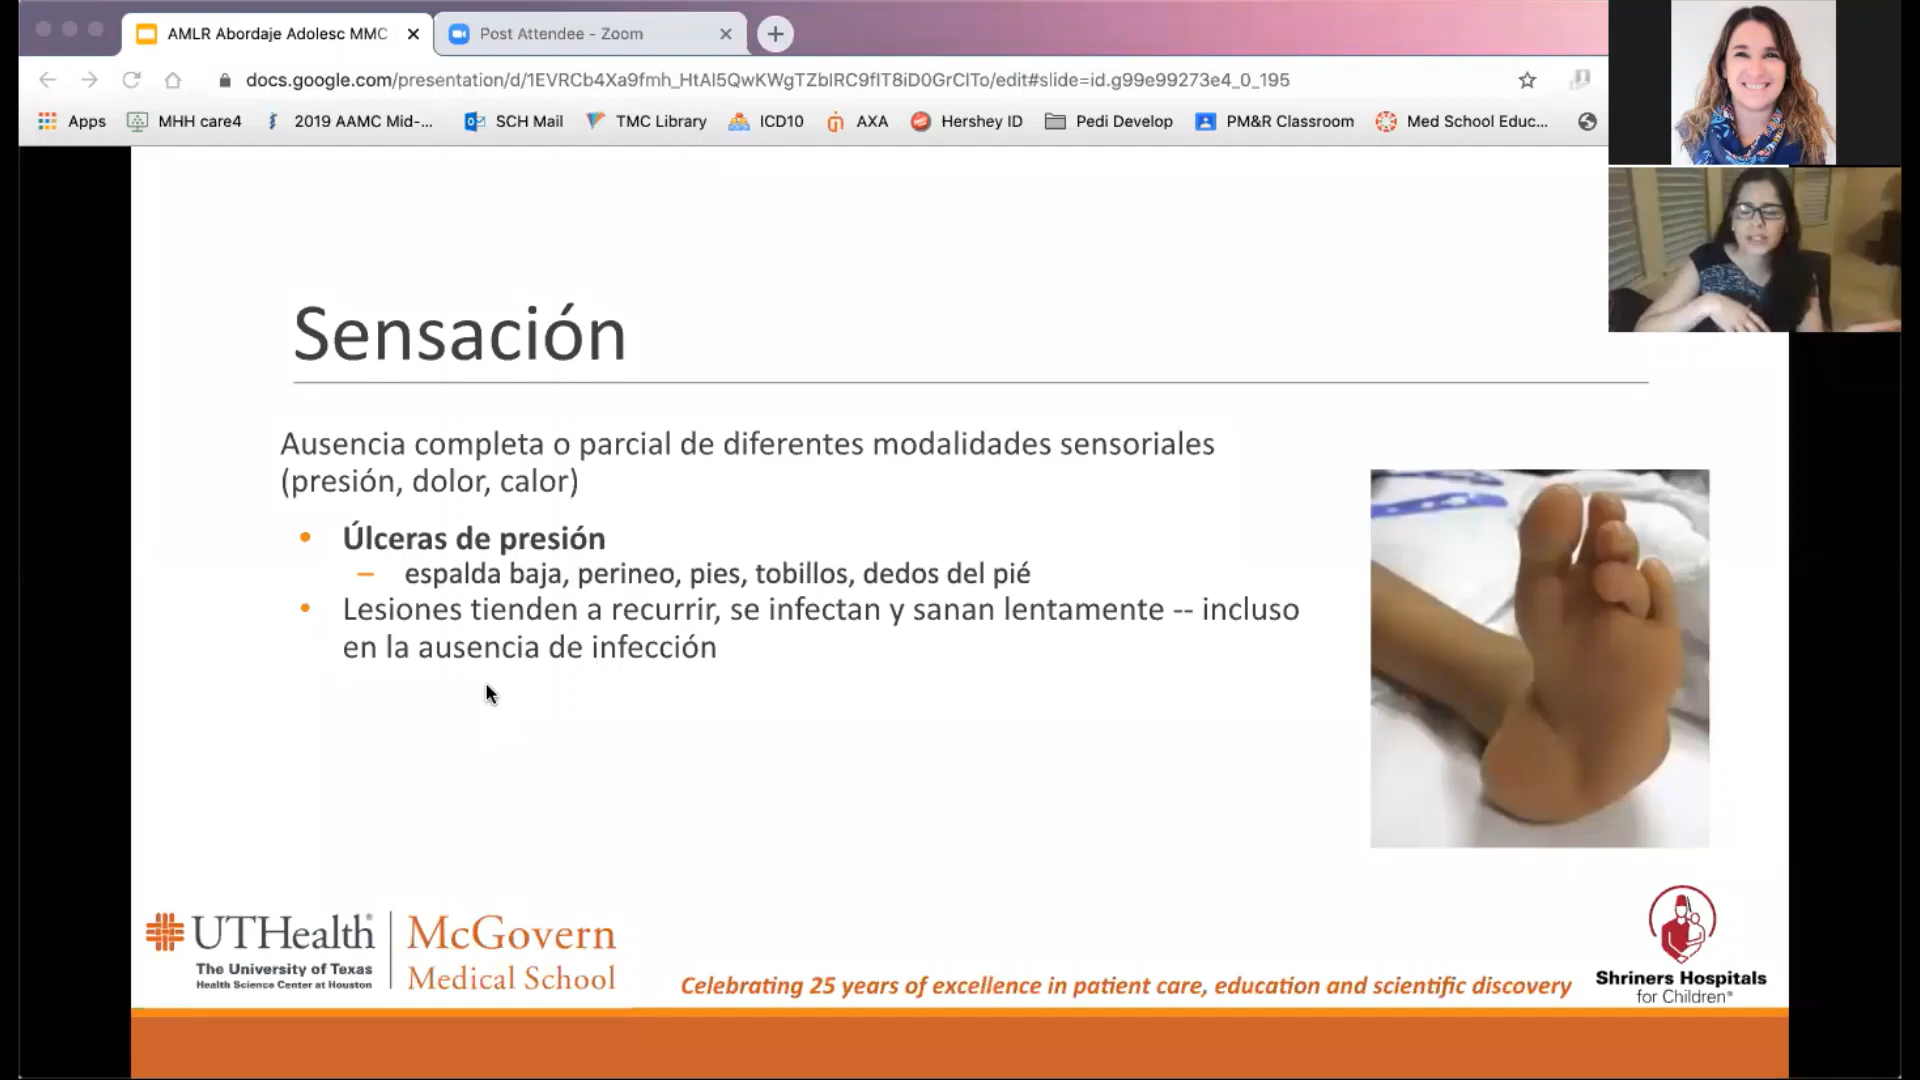 AMLR Abordaje Adolesc MMC
Post Attendee - Zoom
docs.google.com/presentation/d/1EVRCb4Xa9fmh_HtAl5QwKWgTZblRC9flT8iD0GrClTo/edit#slide=id.g99e99273e4_0_195
Apps MHH care4 2019 AAMC Mid-... SCH Mail TMC Library ICD10 AXA Hershey ID Pedi Develop PM&R Classroom Med School Educ...
Sensación
Ausencia completa o parcial de diferentes modalidades sensoriales
(presión, dolor, calor)
• Úlceras de presión
– espalda baja, perineo, pies, tobillos, dedos del pié
• Lesiones tienden a recurrir, se infectan y sanan lentamente -- incluso
en la ausencia de infección
UTHealth®
The University of Texas
Health Science Center at Houston
McGovern
Medical School
Celebrating 25 years of excellence in patient care, education and scientific discovery
Shriners Hospitals
for Children®